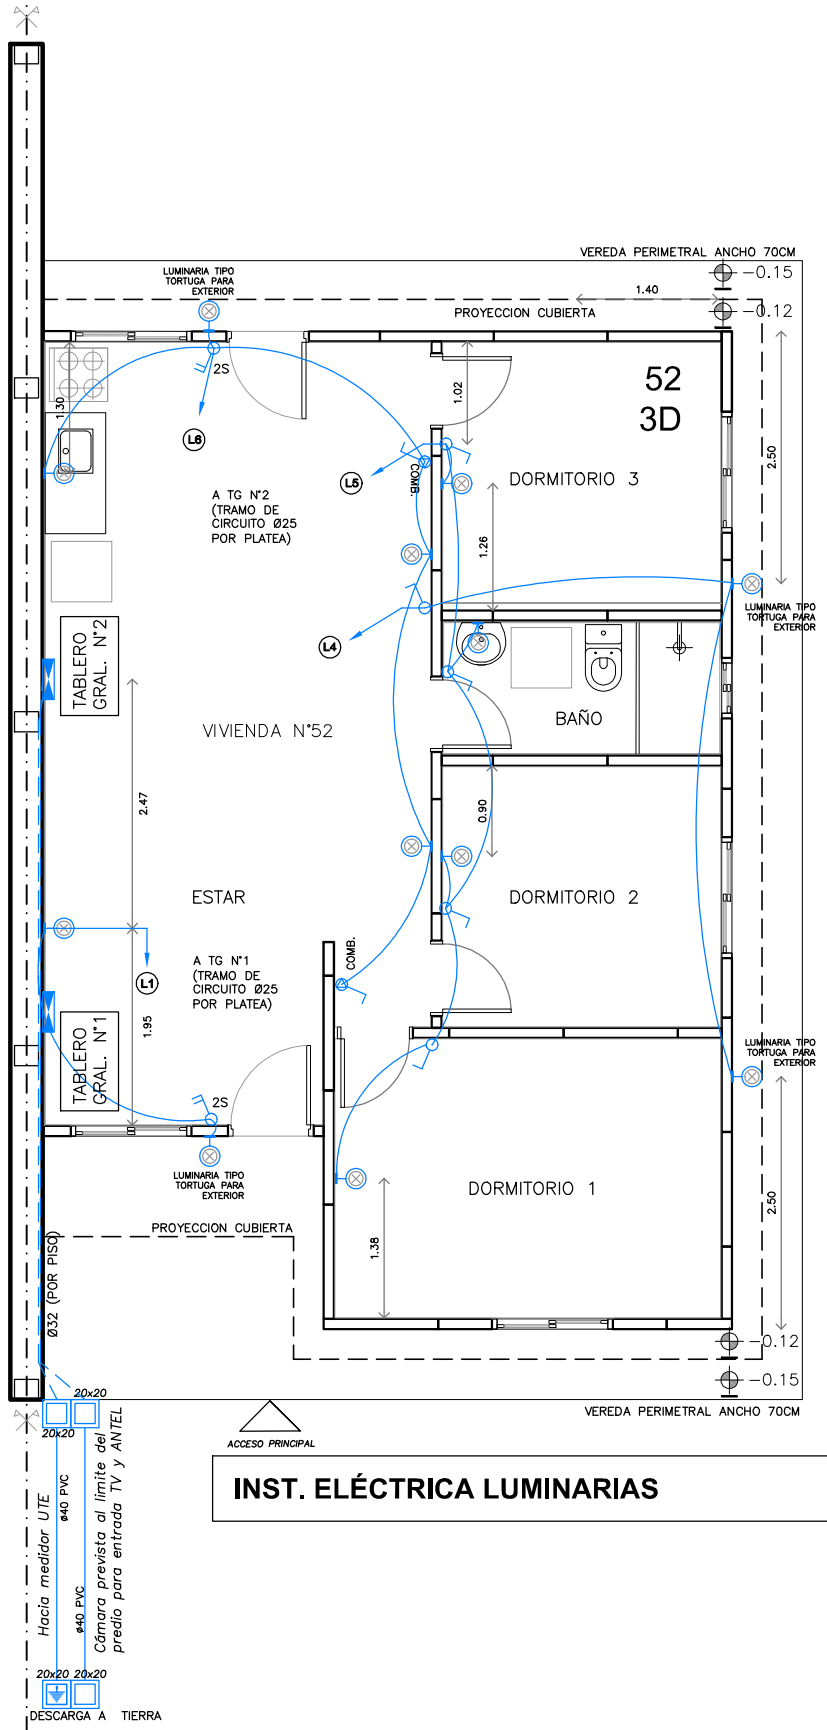 VEREDA PERIMETRAL ANCHO 70CM
-0.15
LUMINARIA TIPO
TORTUGA PARA
EXTERIOR
1.40
PROYECCION CUBIERTA
-0.12
2S
52
3D
1.30
1.02
L6
COMB.
L5
DORMITORIO 3
2.50
A TG N°2
(TRAMO DE
CIRCUITO Ø25
POR PLATEA)
1.26
LUMINARIA TIPO
TORTUGA PARA
EXTERIOR
TABLERO
GRAL. N°2
L4
VIVIENDA N°52
BAÑO
2.47
0.90
ESTAR
DORMITORIO 2
COMB.
A TG N°1
(TRAMO DE
CIRCUITO Ø25
POR PLATEA)
L1
1.95
TABLERO
GRAL. N°1
LUMINARIA TIPO
TORTUGA PARA
EXTERIOR
2S
LUMINARIA TIPO
TORTUGA PARA
EXTERIOR
DORMITORIO 1
2.50
PROYECCION CUBIERTA
1.38
Ø32 (POR PISO)
-0.12
-0.15
20x20
20x20
VEREDA PERIMETRAL ANCHO 70CM
ACCESO PRINCIPAL
INST. ELÉCTRICA LUMINARIAS
Hacia medidor UTE
ø40 PVC
ø40 PVC
Cámara prevista al limite del
predio para entrada TV y ANTEL
20x20 20x20
DESCARGA A TIERRA